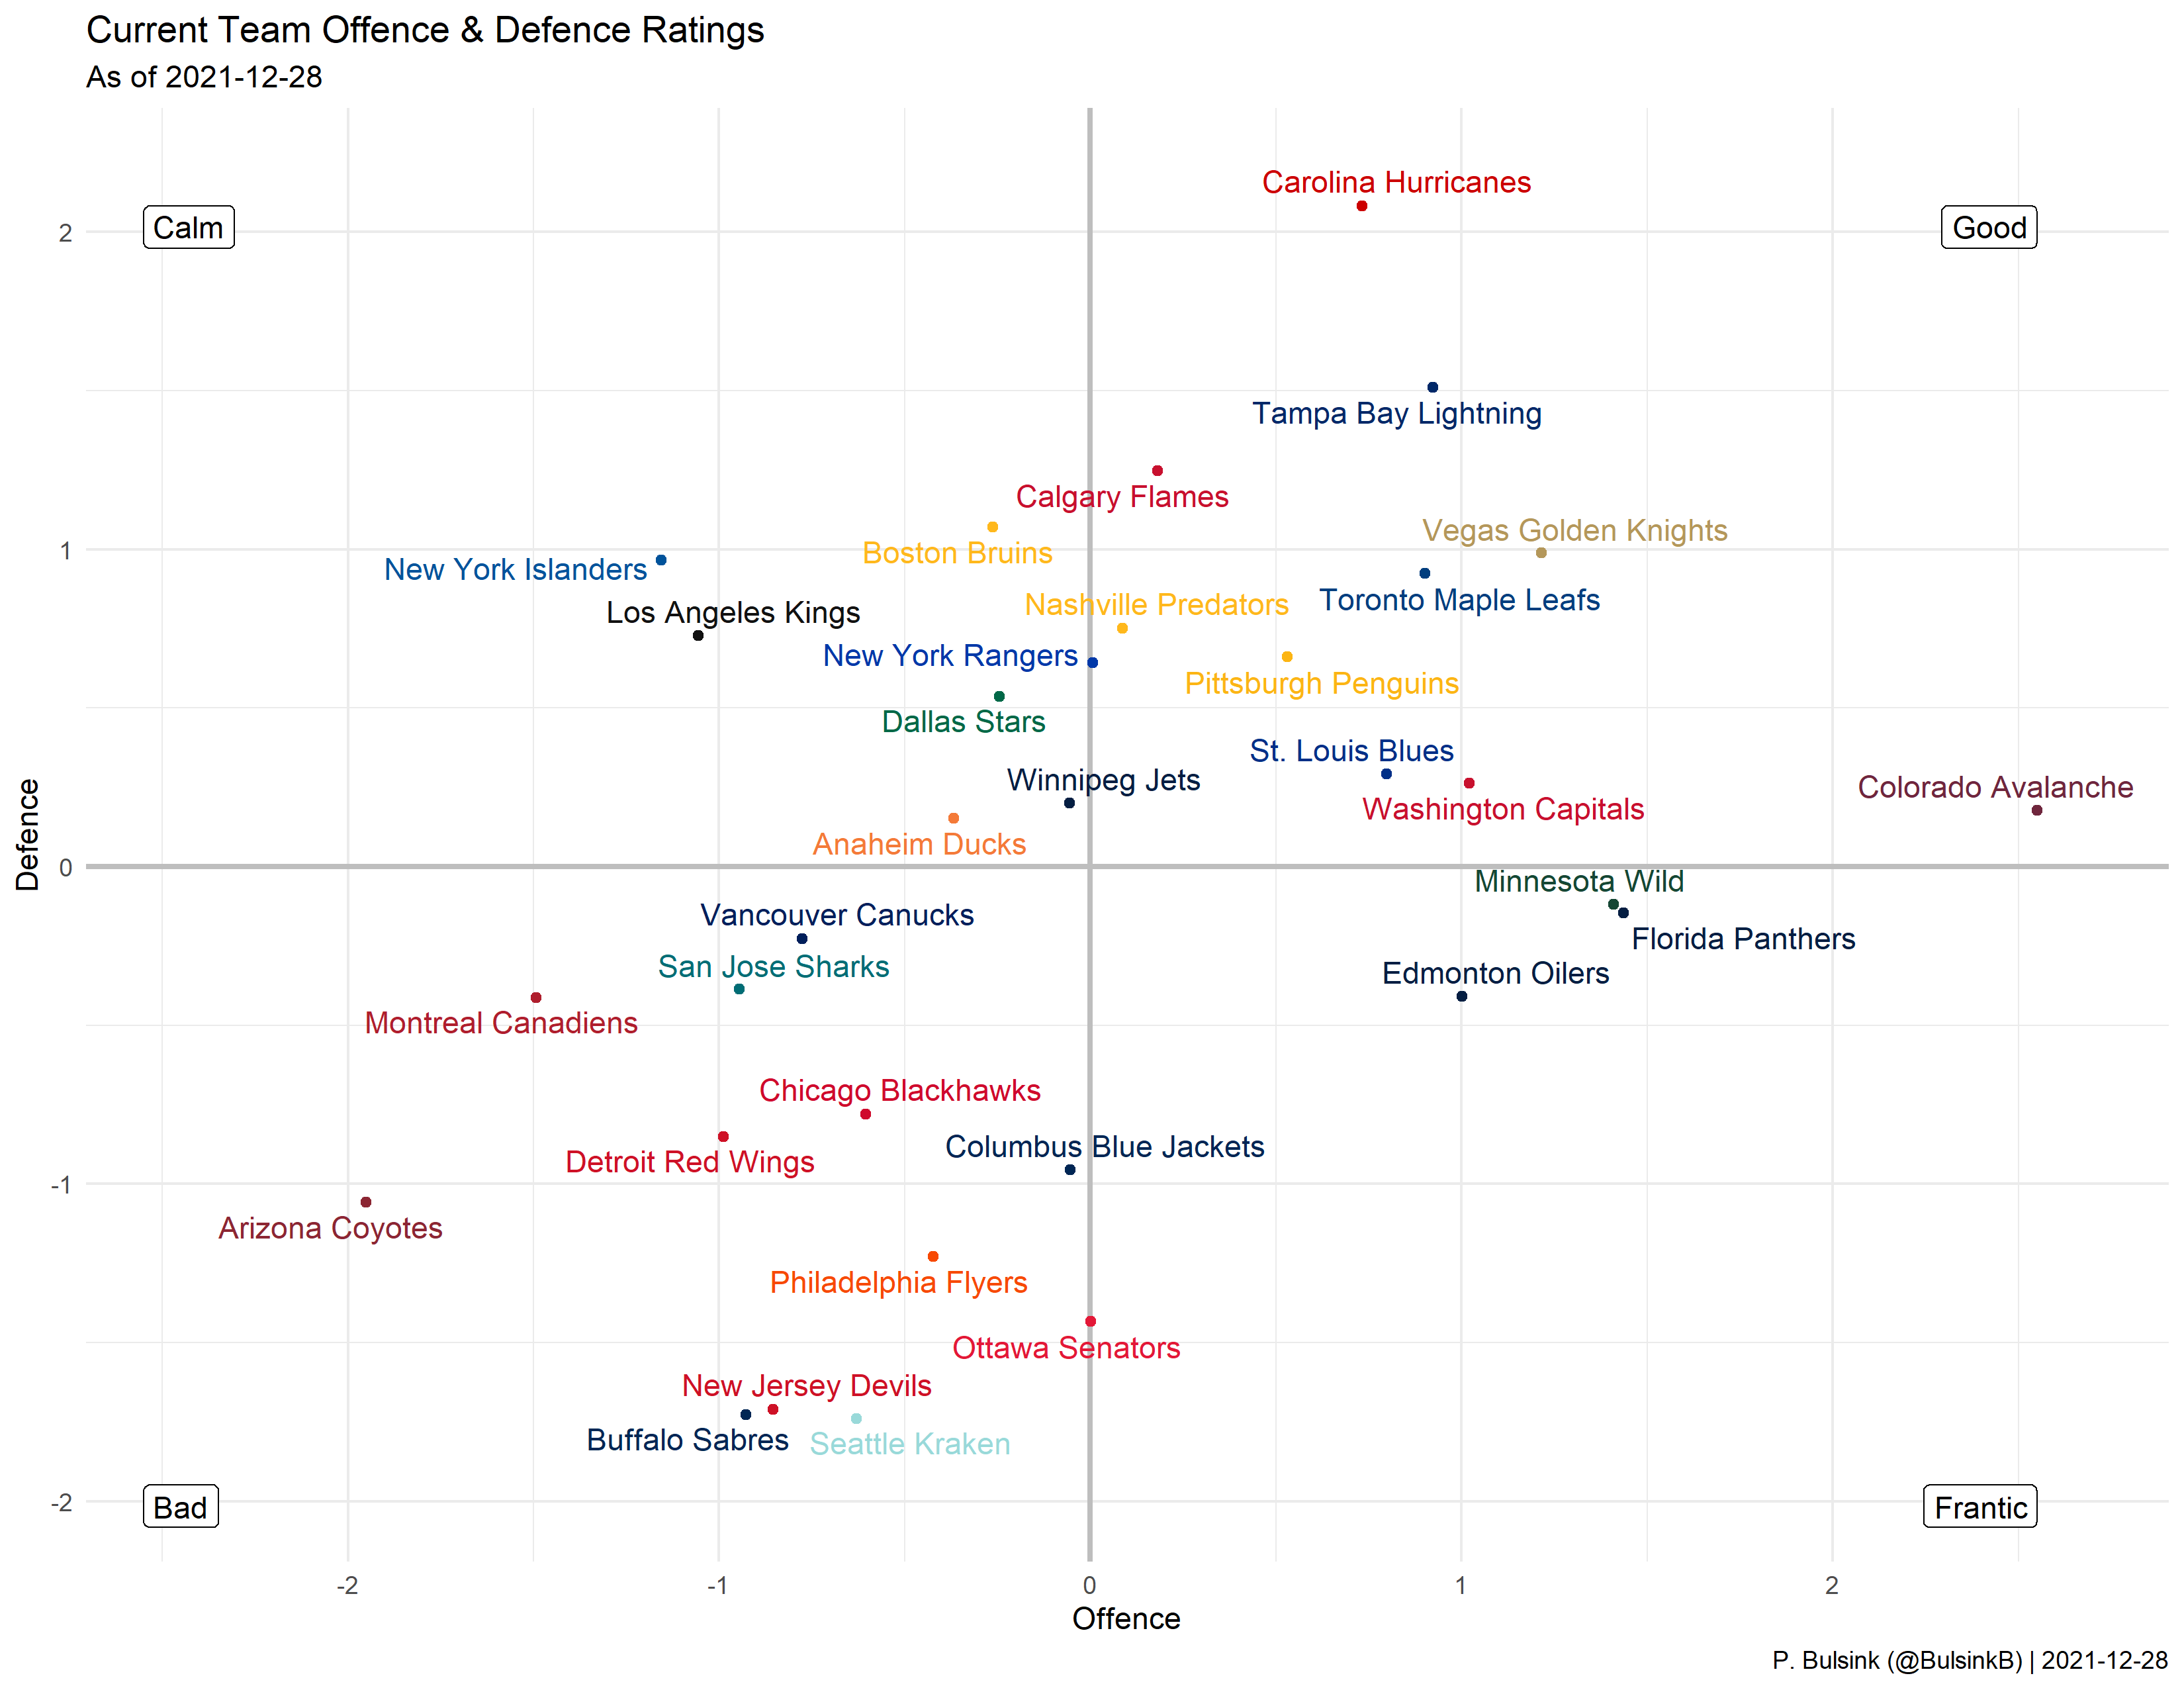 Current Team Offence & Defence Ratings
As of 2021-12-28
Carolina Hurricanes
Calm
Good
2
Tampa Bay Lightning
Calgary Flames
Vegas Golden Knights
Boston Bruins
1
New York Islanders
Toronto Maple Leafs
Nashville Predators
Los Angeles Kings
New York Rangers
Pittsburgh Penguins
Dallas Stars
St. Louis Blues
Winnipeg Jets
Colorado Avalanche
Washington Capitals
Anaheim Ducks
Defence
0
Minnesota Wild
Vancouver Canucks
Florida Panthers
San Jose Sharks
Edmonton Oilers
Montreal Canadiens
Chicago Blackhawks
Columbus Blue Jackets
Detroit Red Wings
-1
Arizona Coyotes
Philadelphia Flyers
Ottawa Senators
New Jersey Devils
Buffalo Sabres
Seattle Kraken
-2
Bad
Frantic
-2 -1 0 1 2
Offence
P. Bulsink (@BulsinkB) | 2021-12-28